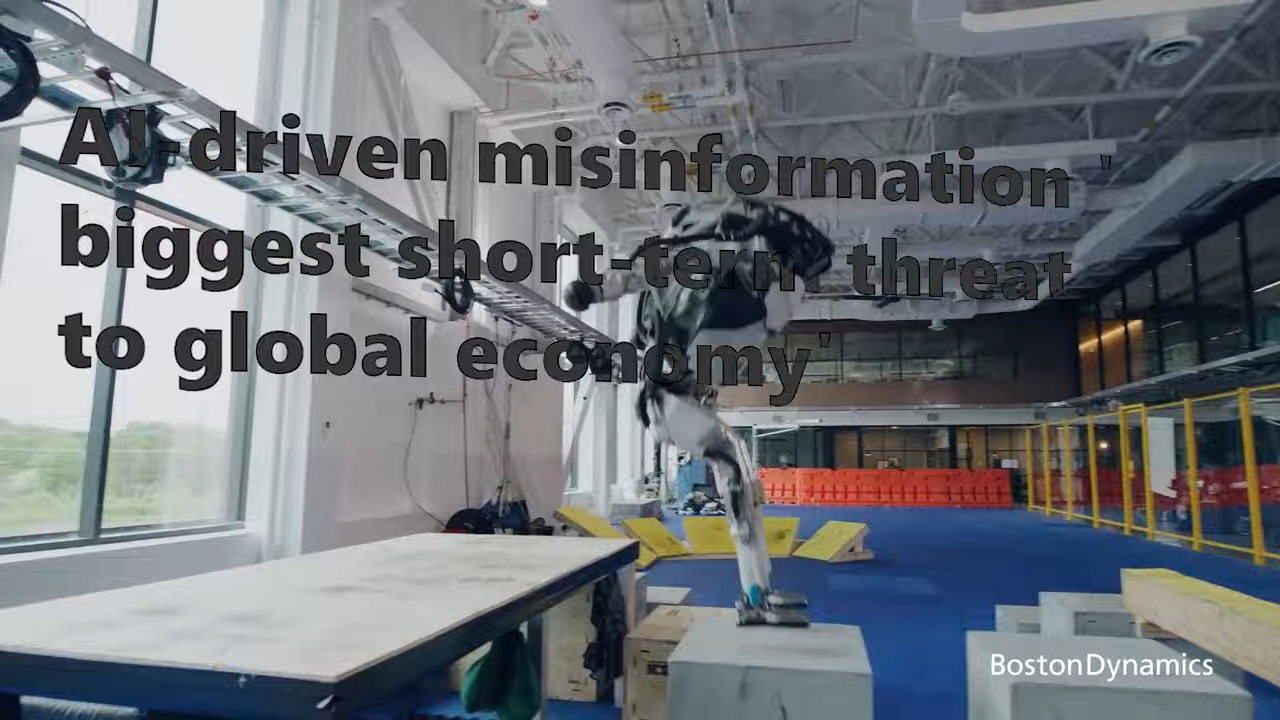 AI-driven misinformation '
biggest short-term threat
to global economy'
BostonDynamics